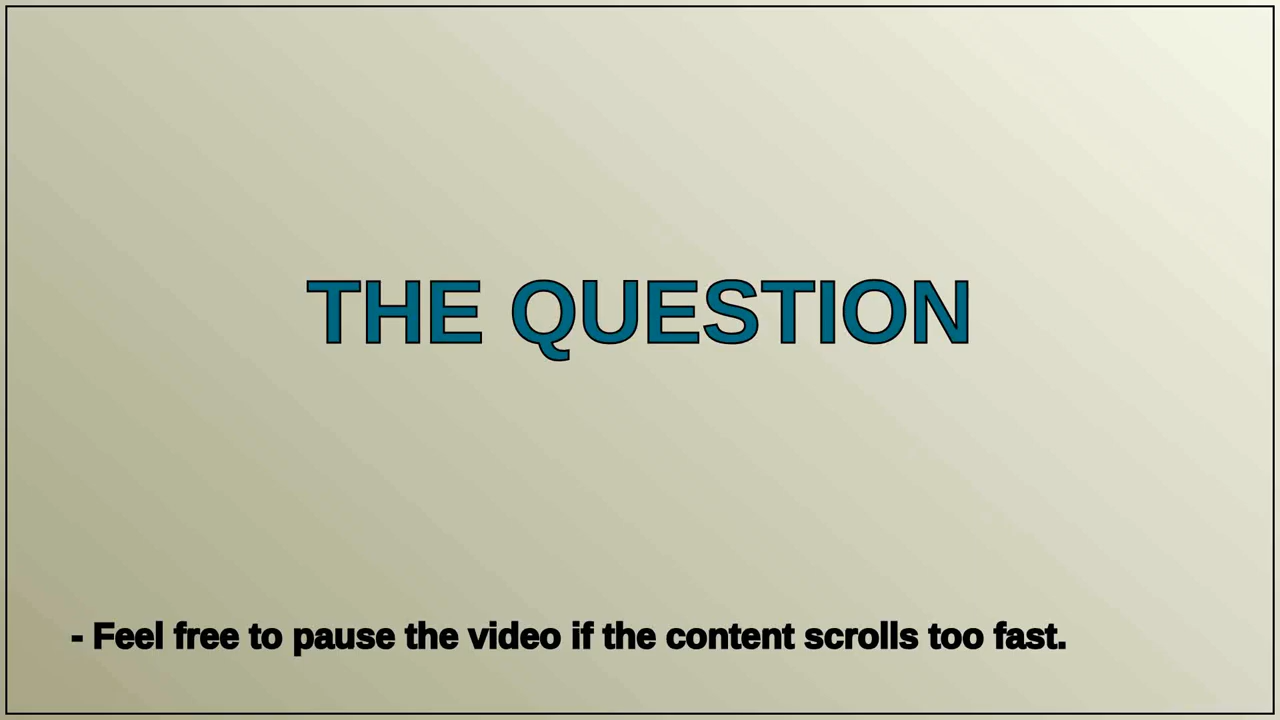 THE QUESTION
- Feel free to pause the video if the content scrolls too fast.